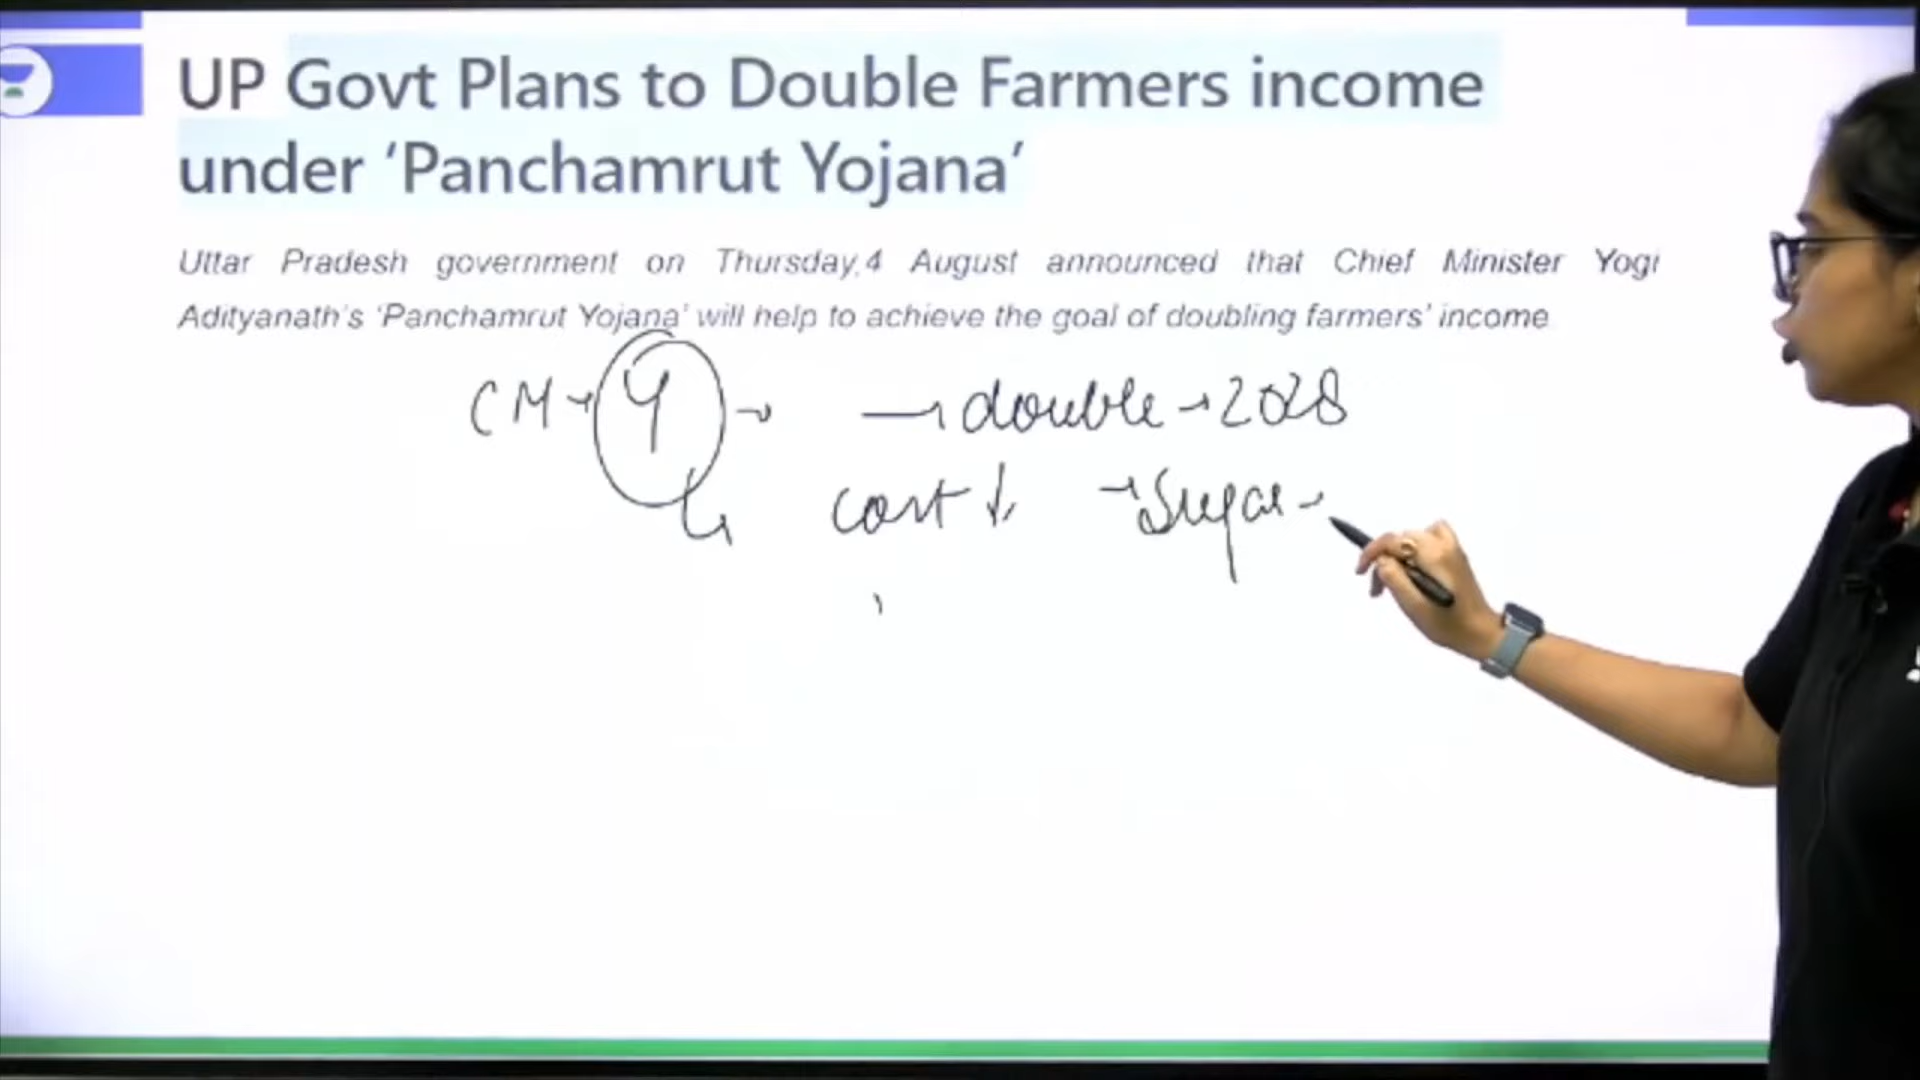 UP Govt Plans to Double Farmers income
under ‘Panchamrut Yojana’
Uttar Pradesh government on Thursday,4 August announced that Chief Minister Yogi
Adityanath's 'Panchamrut Yojana' will help to achieve the goal of doubling farmers' income
CM → Y → → double → 2028
cost ↓ → Sugar -